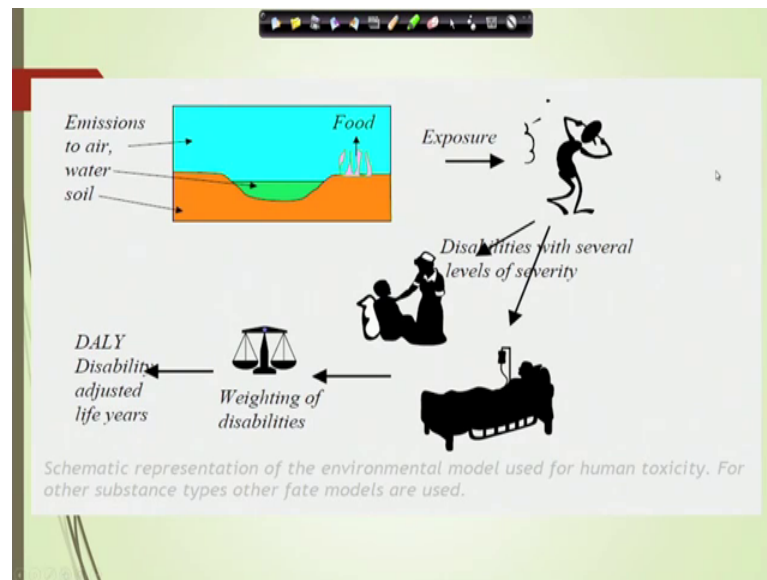 Emissions
to air,
water
soil
Food
Exposure
Disabilities with several
levels of severity
DALY
Disability
adjusted
life years
Weighting of
disabilities
Schematic representation of the environmental model used for human toxicity. For
other substance types other fate models are used.